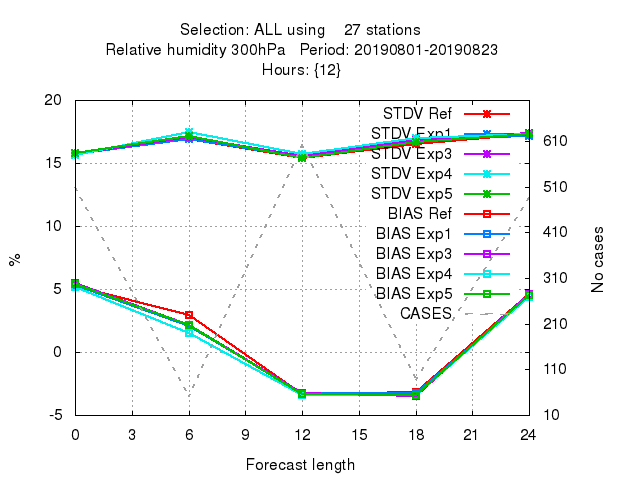 Selection: ALL using 27 stations
Relative humidity 300hPa Period: 20190801-20190823
Hours: {12}
20
15
10
5
0
-5
%
STDV Ref
STDV Exp1
STDV Exp3
STDV Exp4
STDV Exp5
BIAS Ref
BIAS Exp1
BIAS Exp3
BIAS Exp4
BIAS Exp5
CASES
610
510
410
310
210
110
10
No cases
0 3 6 9 12 15 18 21 24
Forecast length